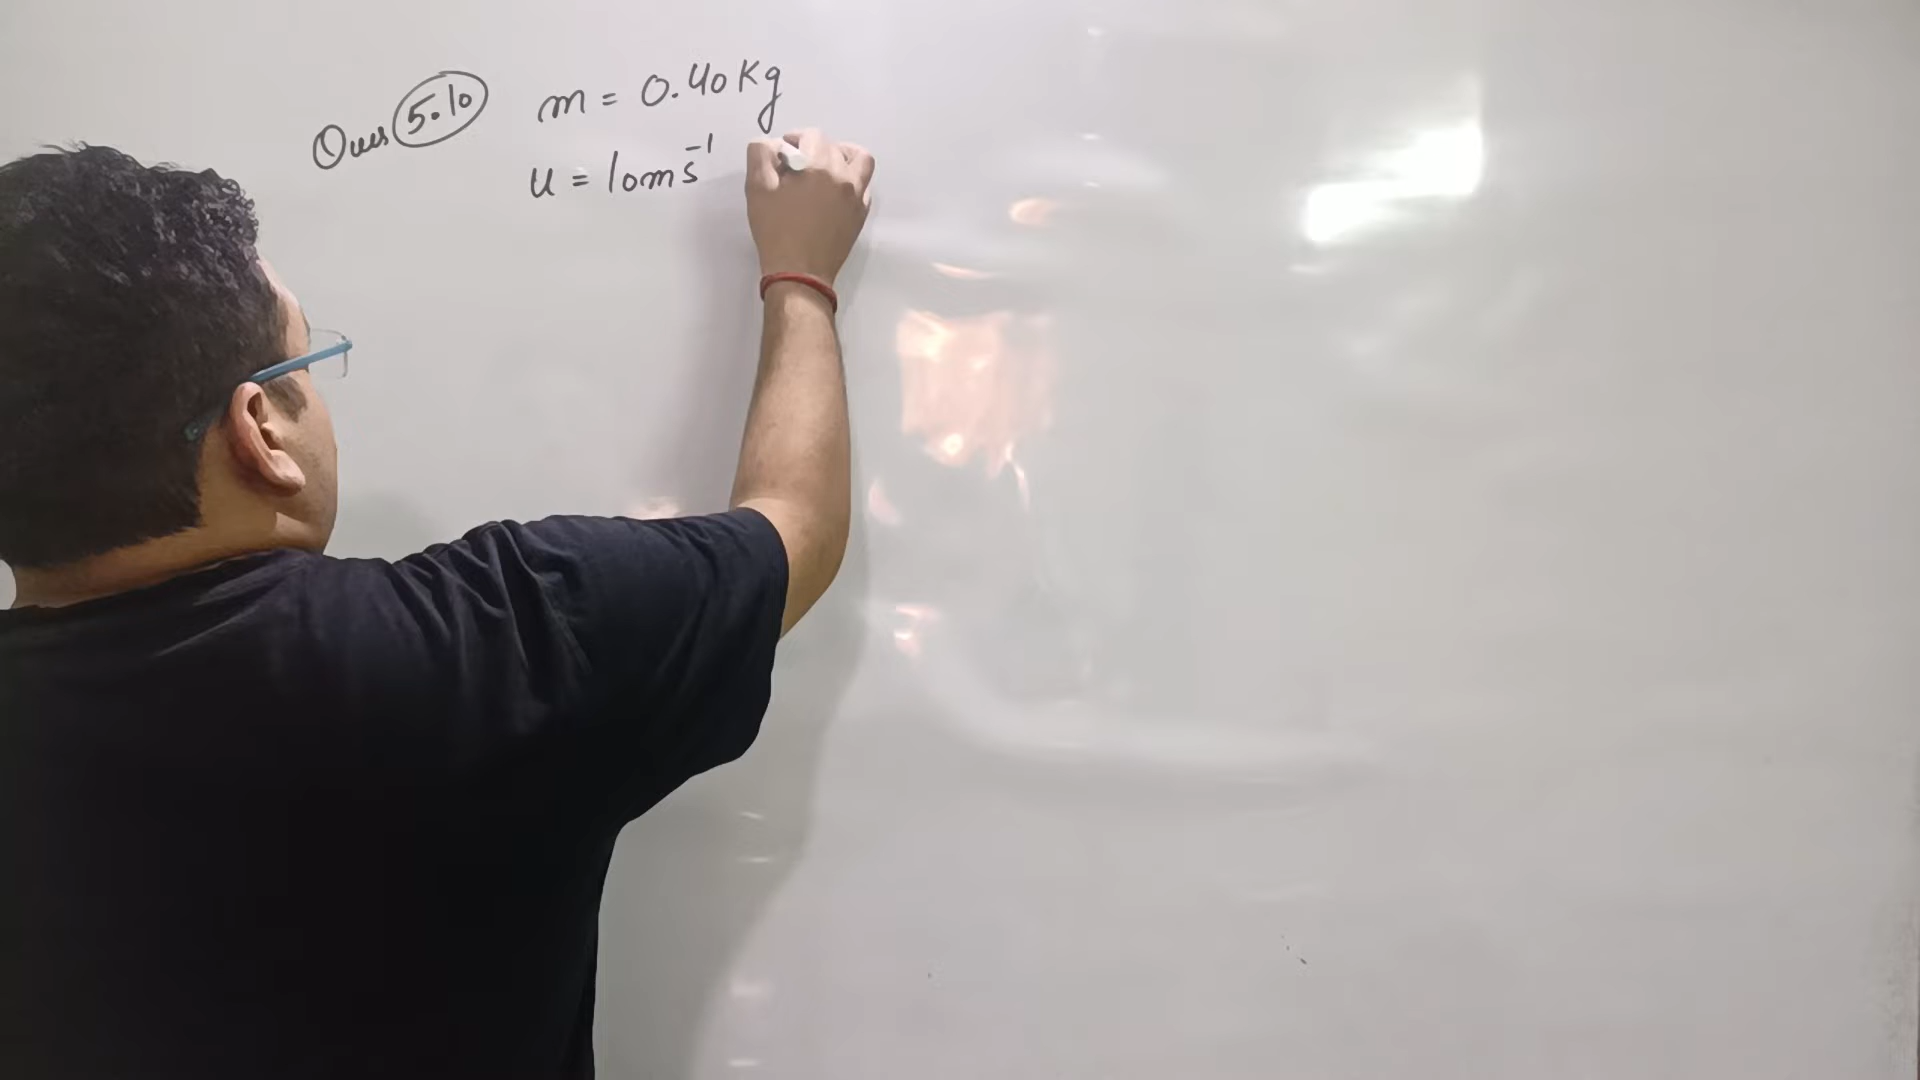 Ques 5.10 m = 0.40 Kg
u = 10 m s⁻¹